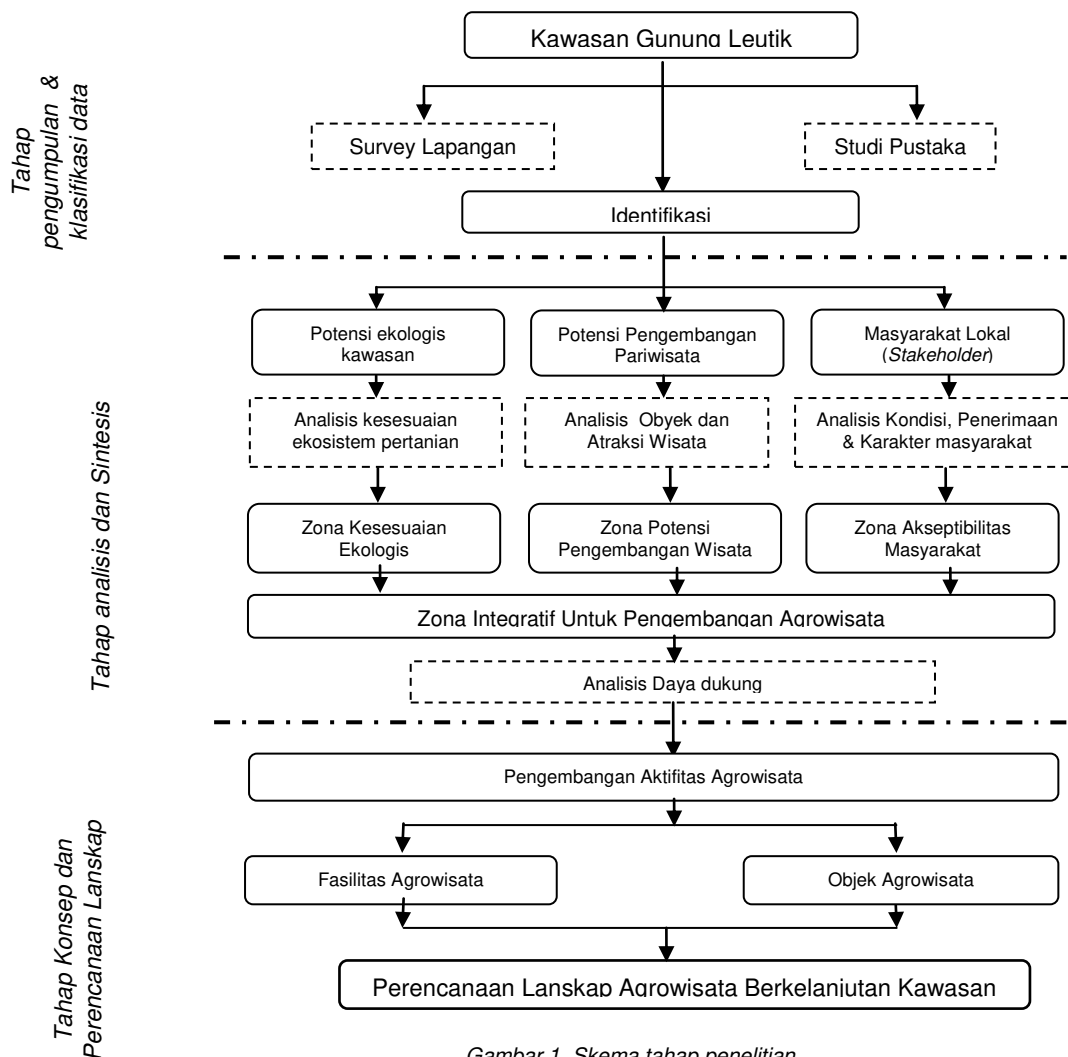 Kawasan Gunung Leutik
Tahap
pengumpulan &
klasifikasi data
Survey Lapangan
Studi Pustaka
Identifikasi
Tahap analisis dan Sintesis
Potensi ekologis
kawasan
Potensi Pengembangan
Pariwisata
Masyarakat Lokal
(Stakeholder)
Analisis kesesuaian
ekosistem pertanian
Analisis Obyek dan
Atraksi Wisata
Analisis Kondisi, Penerimaan
& Karakter masyarakat
Zona Kesesuaian
Ekologis
Zona Potensi
Pengembangan Wisata
Zona Akseptibilitas
Masyarakat
Zona Integratif Untuk Pengembangan Agrowisata
Analisis Daya dukung
Tahap Konsep dan
Perencanaan Lanskap
Pengembangan Aktifitas Agrowisata
Fasilitas Agrowisata
Objek Agrowisata
Perencanaan Lanskap Agrowisata Berkelanjutan Kawasan
Gambar 1. Skema tahap penelitian